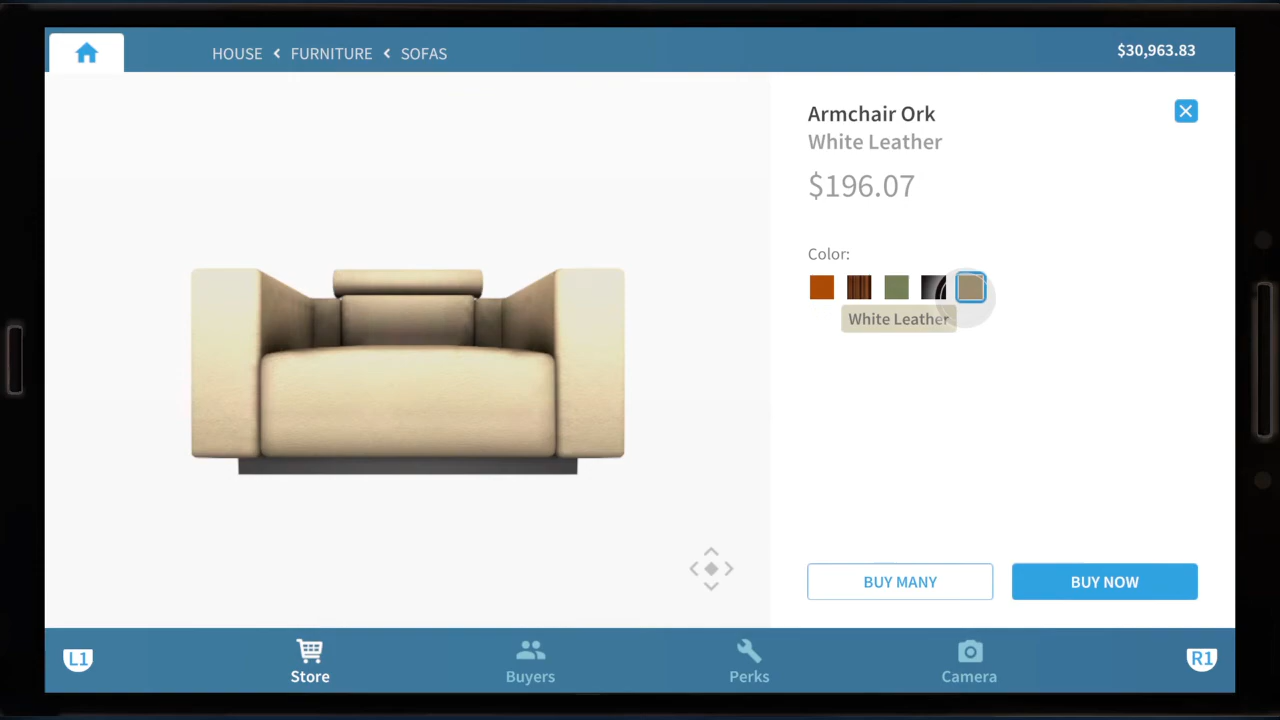 HOUSE < FURNITURE < SOFAS
$30,963.83
Armchair Ork
White Leather
$196.07
Color:
White Leather
BUY MANY
BUY NOW
L1
Store
Buyers
Perks
Camera
R1